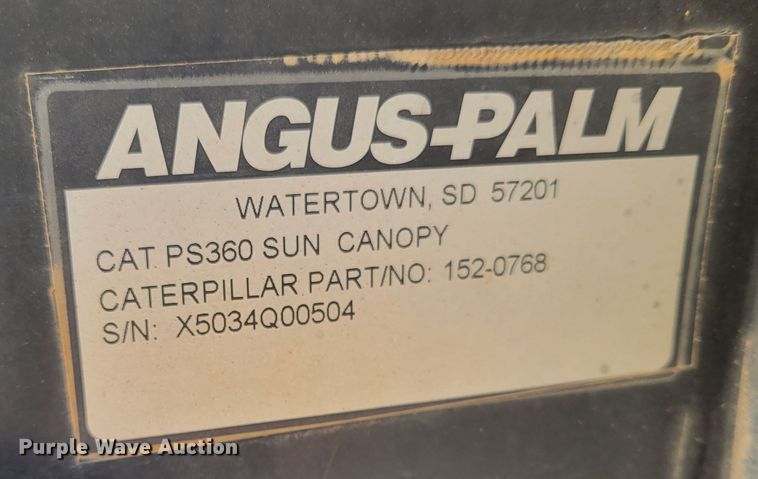 ANGUS-PALM
WATERTOWN, SD 57201
CAT PS360 SUN CANOPY
CATERPILLAR PART/NO: 152-0768
S/N: X5034Q00504
Purple Wave Auction